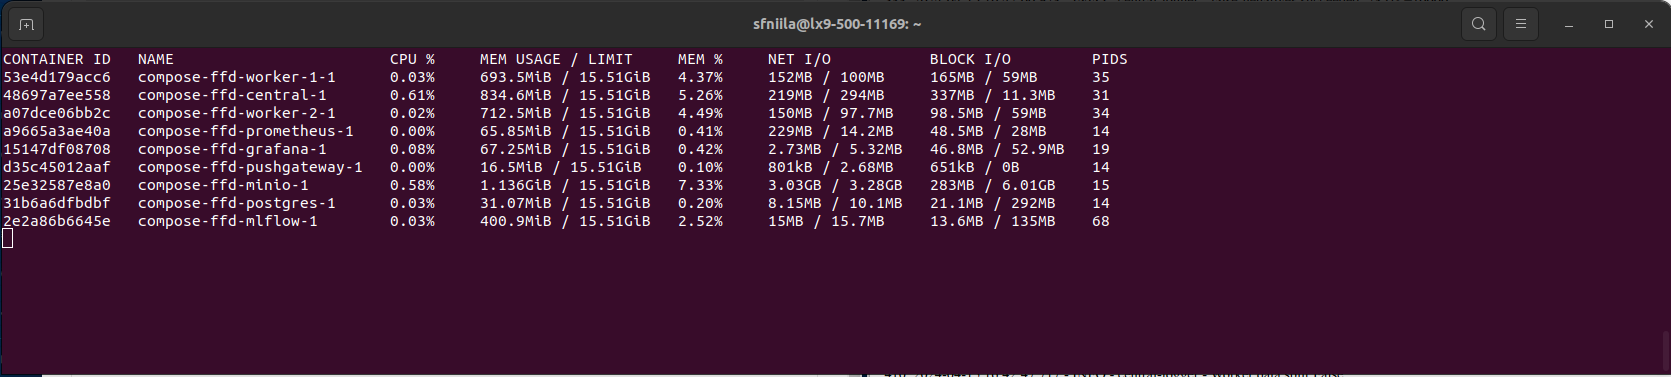 sfniila@lx9-500-11169: ~
CONTAINER ID NAME CPU % MEM USAGE / LIMIT MEM % NET I/O BLOCK I/O PIDS
53e4d179acc6 compose-ffd-worker-1-1 0.03% 693.5MiB / 15.51GiB 4.37% 152MB / 100MB 165MB / 59MB 35
48697a7ee558 compose-ffd-central-1 0.61% 834.6MiB / 15.51GiB 5.26% 219MB / 294MB 337MB / 11.3MB 31
a07dce06bb2c compose-ffd-worker-2-1 0.02% 712.5MiB / 15.51GiB 4.49% 150MB / 97.7MB 98.5MB / 59MB 34
a9665a3ae40a compose-ffd-prometheus-1 0.00% 65.85MiB / 15.51GiB 0.41% 229MB / 14.2MB 48.5MB / 28MB 14
15147df08708 compose-ffd-grafana-1 0.08% 67.25MiB / 15.51GiB 0.42% 2.73MB / 5.32MB 46.8MB / 52.9MB 19
d35c45012aaf compose-ffd-pushgateway-1 0.00% 16.5MiB / 15.51GiB 0.10% 801kB / 2.68MB 651kB / 0B 14
25e32587e8a0 compose-ffd-minio-1 0.58% 1.136GiB / 15.51GiB 7.33% 3.03GB / 3.28GB 283MB / 6.01GB 15
31b6a6dfbdbf compose-ffd-postgres-1 0.03% 31.07MiB / 15.51GiB 0.20% 8.15MB / 10.1MB 21.1MB / 292MB 14
2e2a86b6645e compose-ffd-mlflow-1 0.03% 400.9MiB / 15.51GiB 2.52% 15MB / 15.7MB 13.6MB / 135MB 68